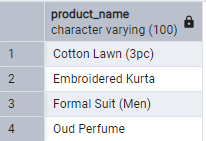 product_name
character varying (100)
1 Cotton Lawn (3pc)
2 Embroidered Kurta
3 Formal Suit (Men)
4 Oud Perfume